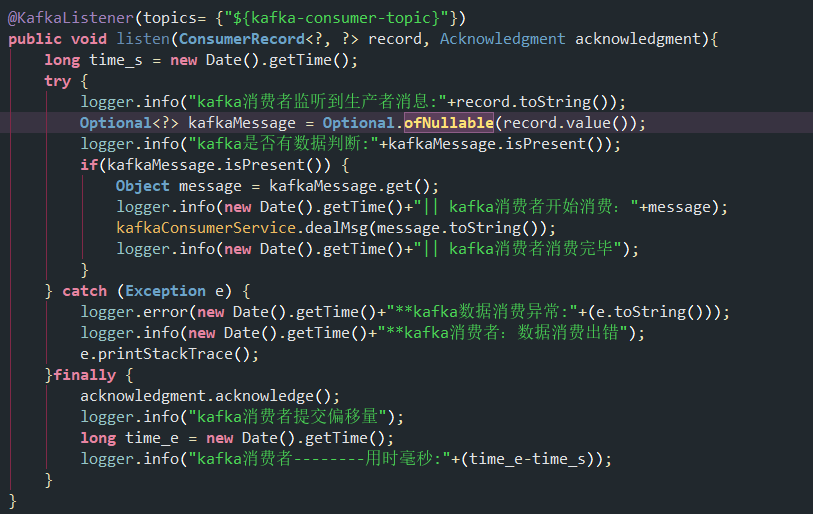 @KafkaListener(topics= {"${kafka-consumer-topic}"})
public void listen(ConsumerRecord<?, ?> record, Acknowledgment acknowledgment){
    long time_s = new Date().getTime();
    try {
        logger.info("kafka消费者监听到生产者消息:"+record.toString());
        Optional<?> kafkaMessage = Optional.ofNullable(record.value());
        logger.info("kafka是否有数据判断:"+kafkaMessage.isPresent());
        if(kafkaMessage.isPresent()) {
            Object message = kafkaMessage.get();
            logger.info(new Date().getTime()+"|| kafka消费者开始消费："+message);
            kafkaConsumerService.dealMsg(message.toString());
            logger.info(new Date().getTime()+"|| kafka消费者消费完毕");
        }
    } catch (Exception e) {
        logger.error(new Date().getTime()+"**kafka数据消费异常:"+(e.toString()));
        logger.info(new Date().getTime()+"**kafka消费者：数据消费出错");
        e.printStackTrace();
    }finally {
        acknowledgment.acknowledge();
        logger.info("kafka消费者提交偏移量");
        long time_e = new Date().getTime();
        logger.info("kafka消费者--------用时毫秒:"+(time_e-time_s));
    }
}